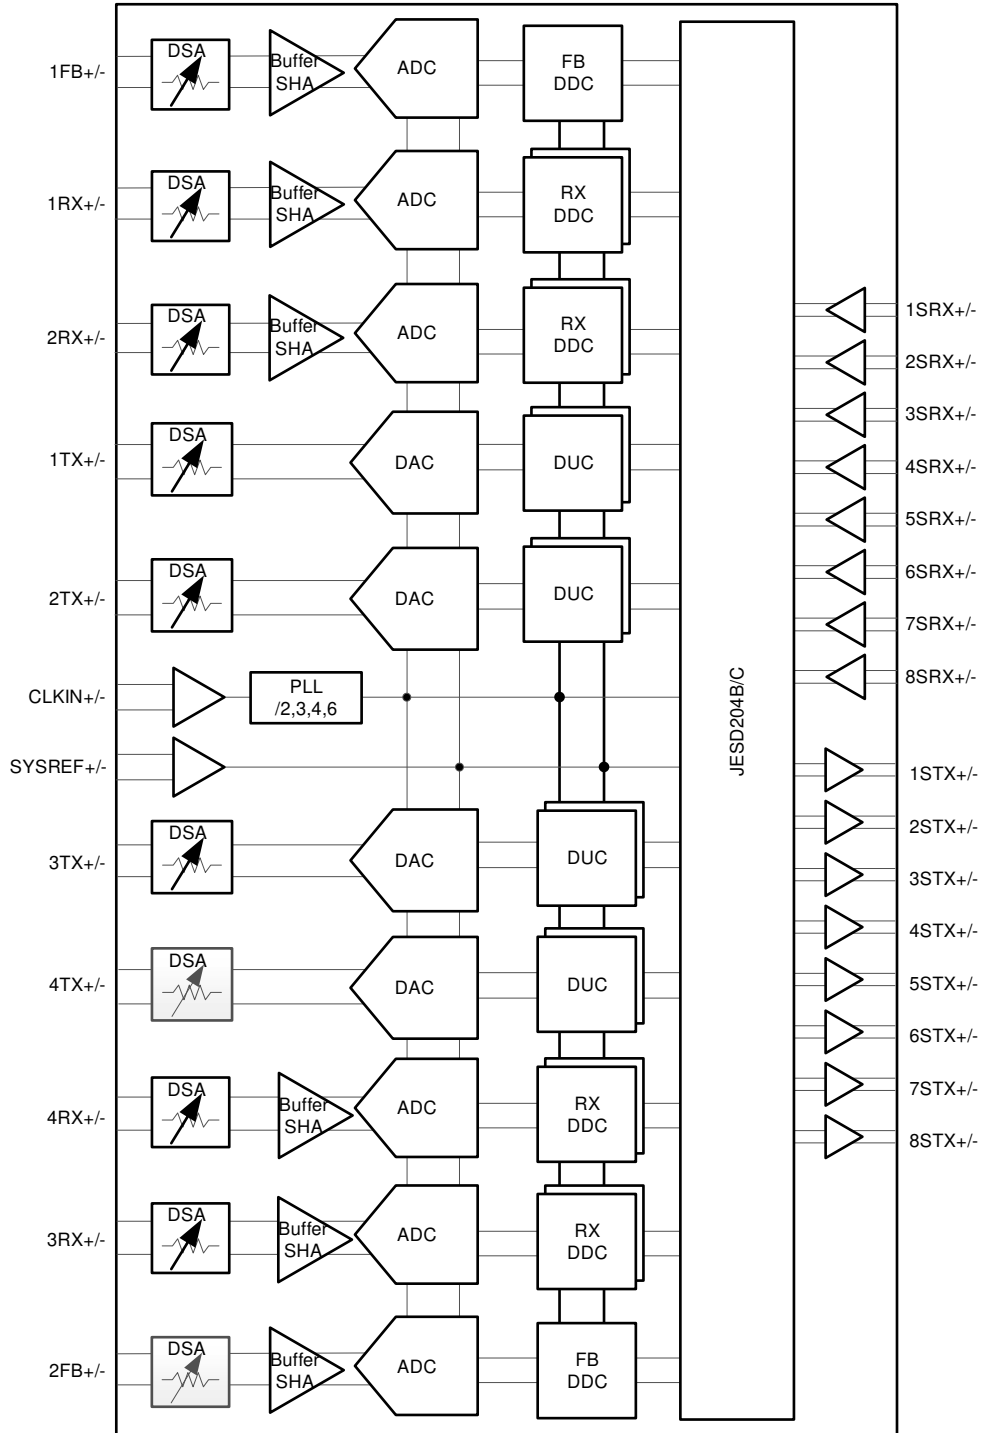 1FB+/-
DSA
Buffer
SHA
ADC
FB
DDC
1RX+/-
DSA
Buffer
SHA
ADC
RX
DDC
2RX+/-
DSA
Buffer
SHA
ADC
RX
DDC
1TX+/-
DSA
DAC
DUC
2TX+/-
DSA
DAC
DUC
CLKIN+/-
PLL
/2,3,4,6
SYSREF+/-
3TX+/-
DSA
DAC
DUC
4TX+/-
DSA
DAC
DUC
4RX+/-
DSA
Buffer
SHA
ADC
RX
DDC
3RX+/-
DSA
Buffer
SHA
ADC
RX
DDC
2FB+/-
DSA
Buffer
SHA
ADC
FB
DDC
JESD204B/C
1SRX+/-
2SRX+/-
3SRX+/-
4SRX+/-
5SRX+/-
6SRX+/-
7SRX+/-
8SRX+/-
1STX+/-
2STX+/-
3STX+/-
4STX+/-
5STX+/-
6STX+/-
7STX+/-
8STX+/-